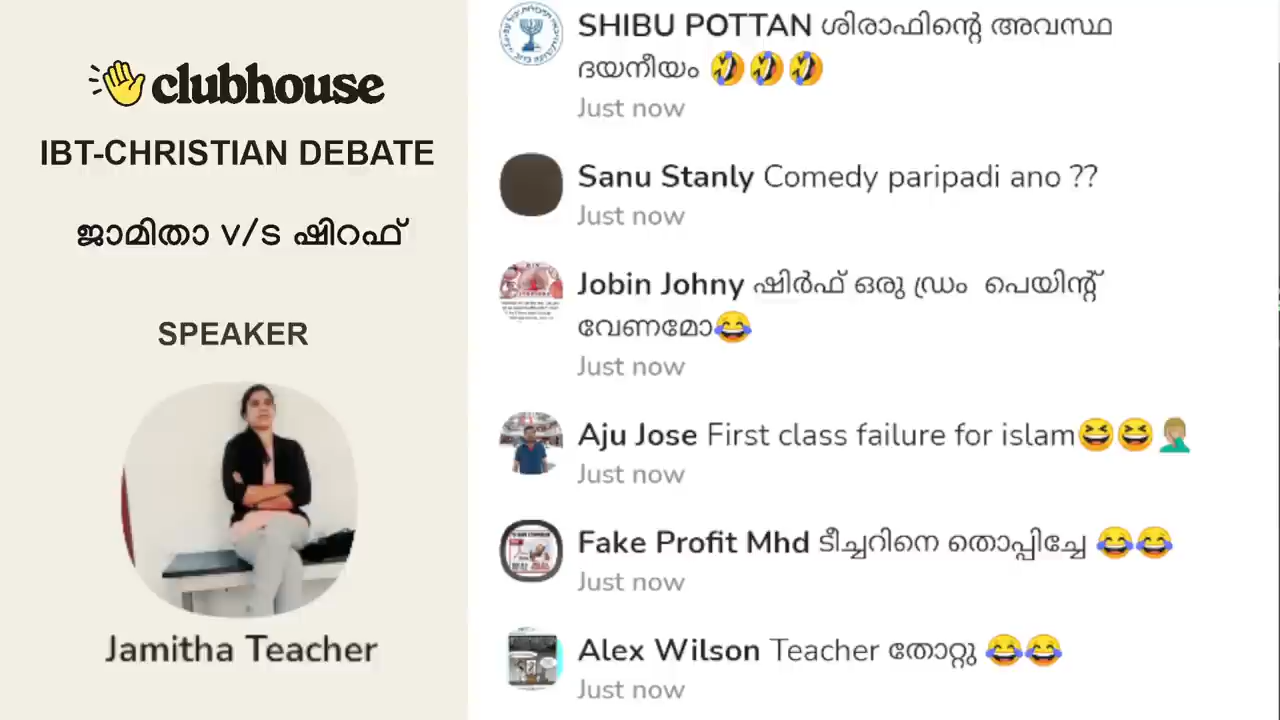 clubhouse
IBT-CHRISTIAN DEBATE
ജാമിതാ v/s ഷിറഫ്
SPEAKER
Jamitha Teacher
SHIBU POTTAN ശിരാഫിന്റെ അവസ്ഥ
ദയനീയം 🤣🤣🤣
Just now
Sanu Stanly Comedy paripadi ano ??
Just now
Jobin Johny ഷിർഫ് ഒരു ഡ്രം പെയിന്റ്
വേണമോ😂
Just now
Aju Jose First class failure for islam😆😆🤦🏼‍♂️
Just now
Fake Profit Mhd ടീച്ചറിനെ തൊപ്പിച്ചേ 😂😂
Just now
Alex Wilson Teacher തോറ്റു 😂😂
Just now